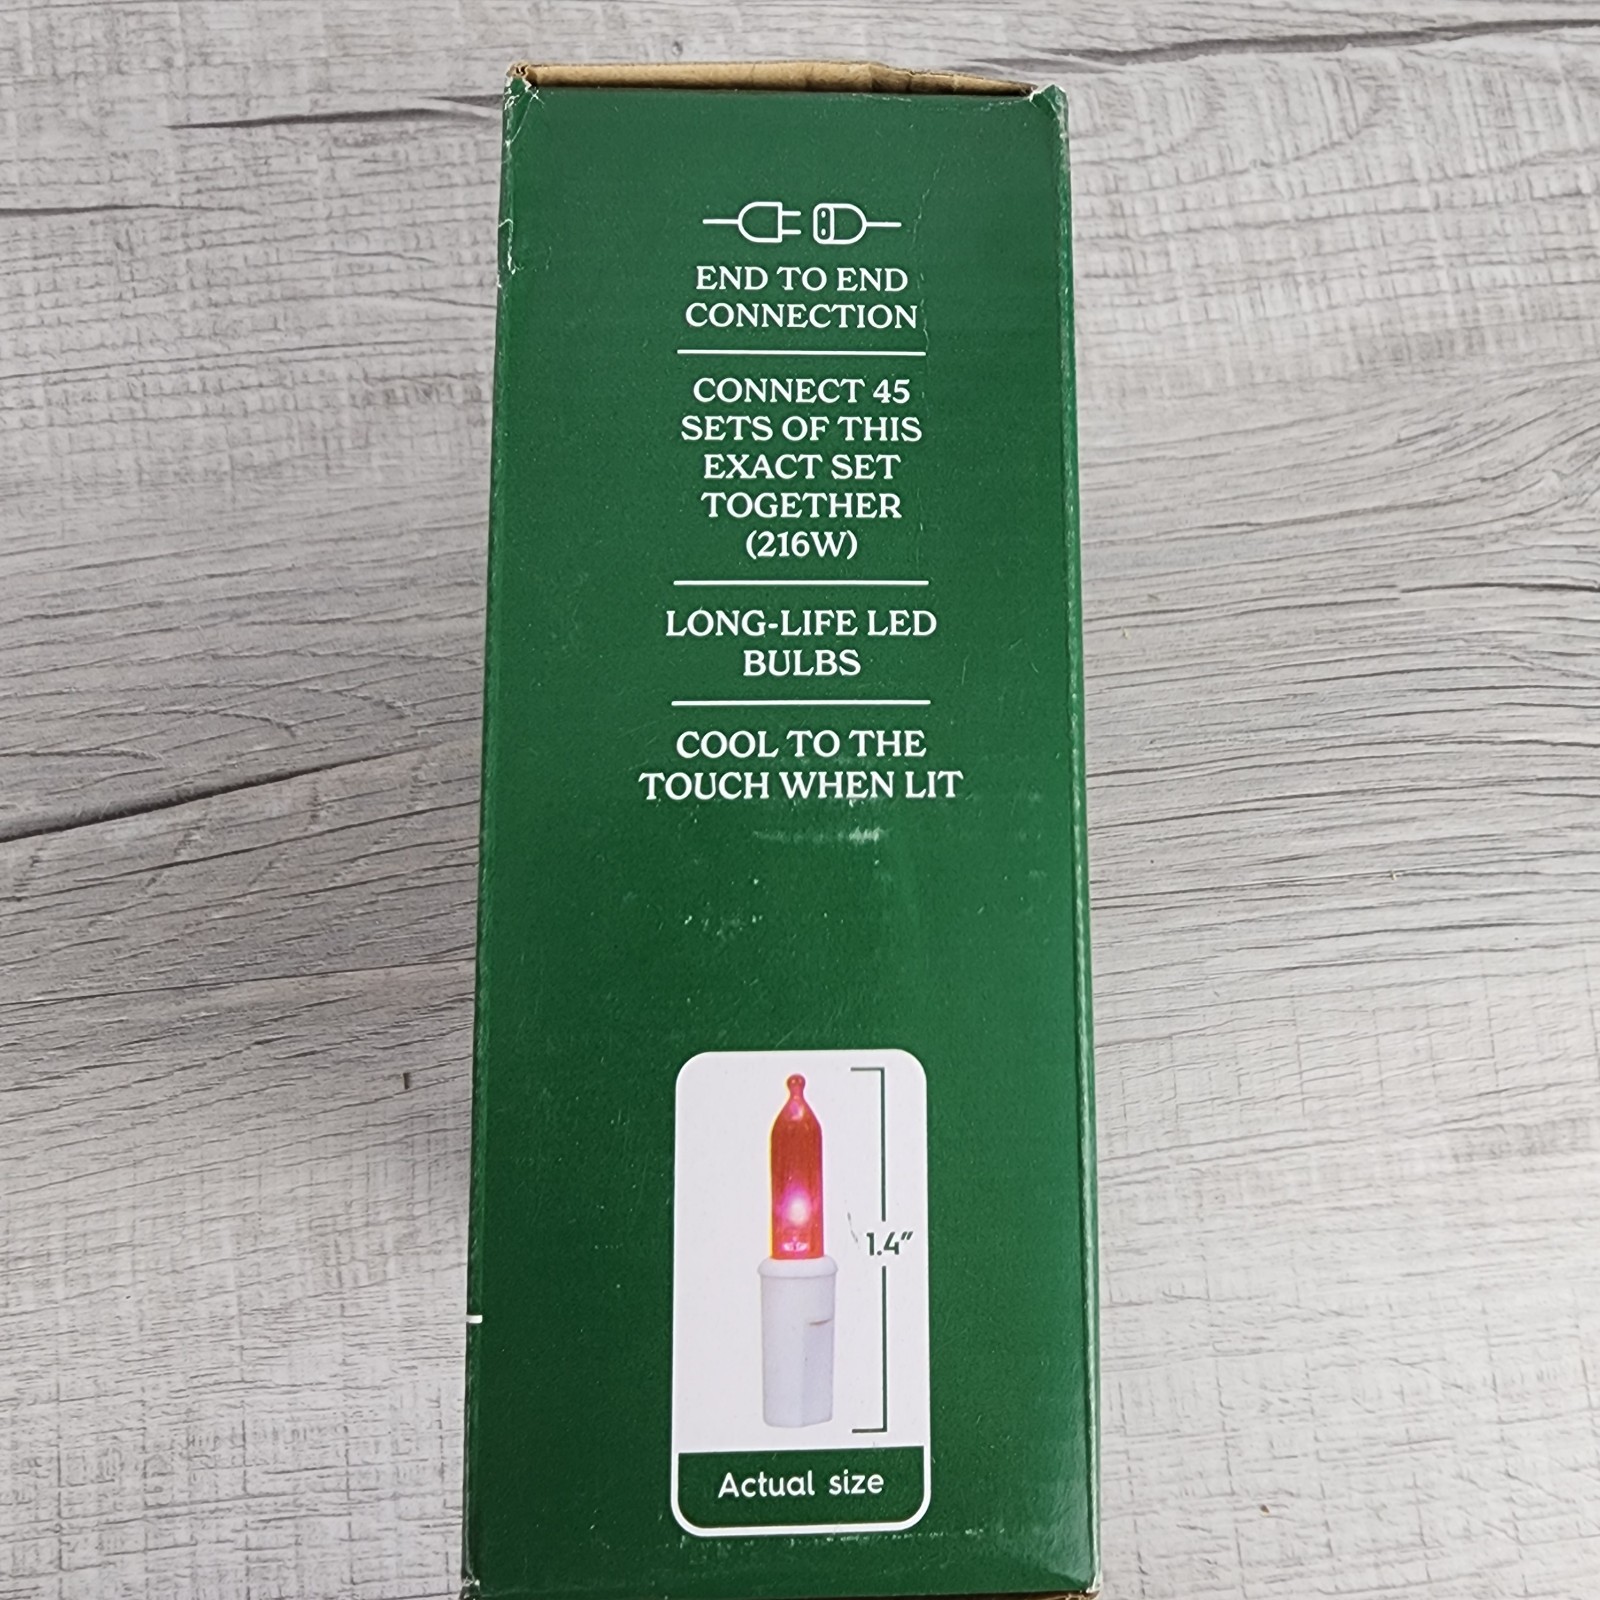 END TO END
CONNECTION
CONNECT 45
SETS OF THIS
EXACT SET
TOGETHER
(216W)
LONG-LIFE LED
BULBS
COOL TO THE
TOUCH WHEN LIT
1.4”
Actual size